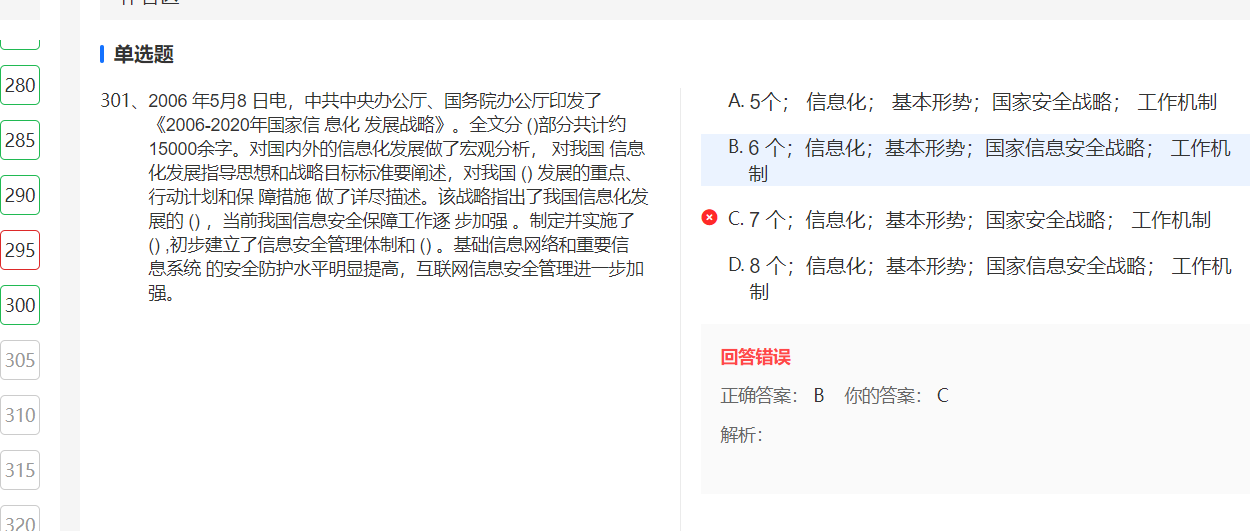 280
285
290
295
300
305
310
315
320
单选题
301、2006 年5月8 日电，中共中央办公厅、国务院办公厅印发了
《2006-2020年国家信 息化 发展战略》。全文分 ()部分共计约
15000余字。对国内外的信息化发展做了宏观分析， 对我国 信息
化发展指导思想和战略目标标准要阐述，对我国 () 发展的重点、
行动计划和保 障措施 做了详尽描述。该战略指出了我国信息化发
展的 () ，当前我国信息安全保障工作逐 步加强 。制定并实施了
() ,初步建立了信息安全管理体制和 () 。基础信息网络和重要信
息系统 的安全防护水平明显提高，互联网信息安全管理进一步加
强。
A. 5个； 信息化； 基本形势；国家安全战略； 工作机制
B. 6 个；信息化；基本形势；国家信息安全战略； 工作机
制
C. 7 个；信息化；基本形势；国家安全战略； 工作机制
D. 8 个；信息化；基本形势；国家信息安全战略； 工作机
制
回答错误
正确答案： B 你的答案： C
解析：